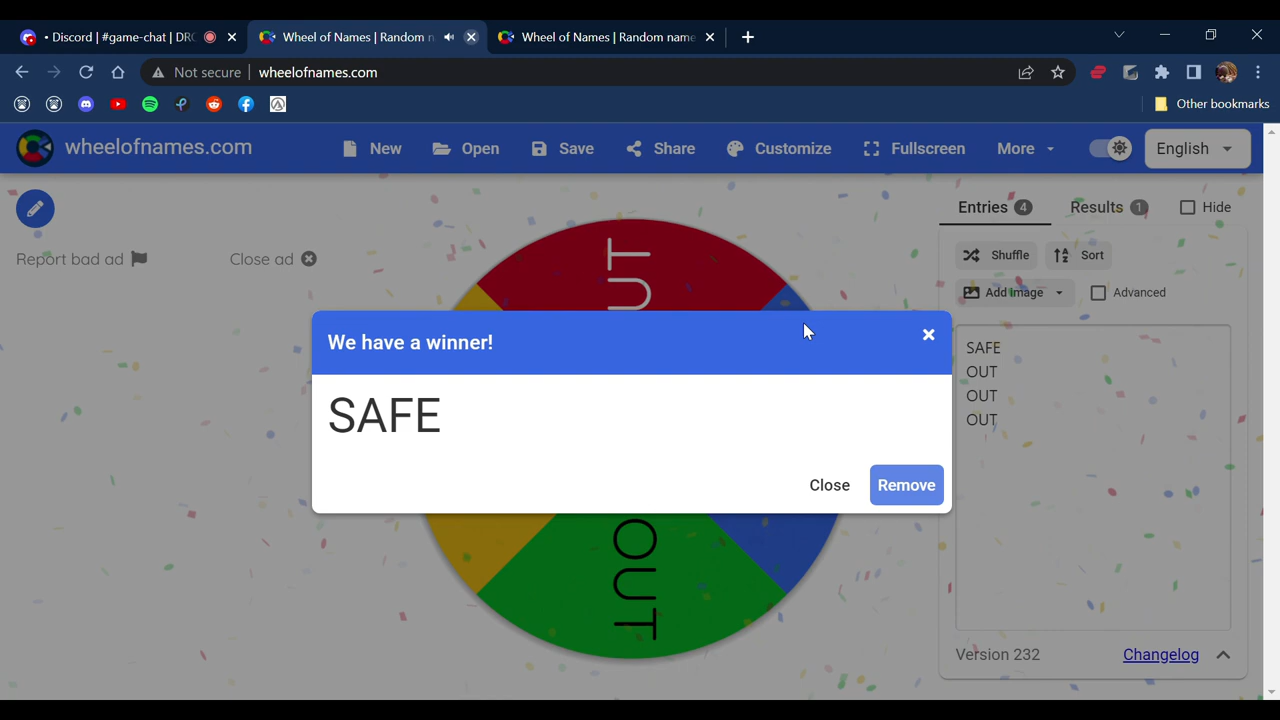 • Discord | #game-chat | DRC
Wheel of Names | Random n
Wheel of Names | Random name
Not secure
wheelofnames.com
Other bookmarks
wheelofnames.com
New
Open
Save
Share
Customize
Fullscreen
More
English
Entries 4
Results 1
Hide
Report bad ad
Close ad
Shuffle
Sort
Add image
Advanced
OUT
We have a winner!
SAFE
Close
Remove
OUT
SAFE
OUT
OUT
OUT
Version 232
Changelog